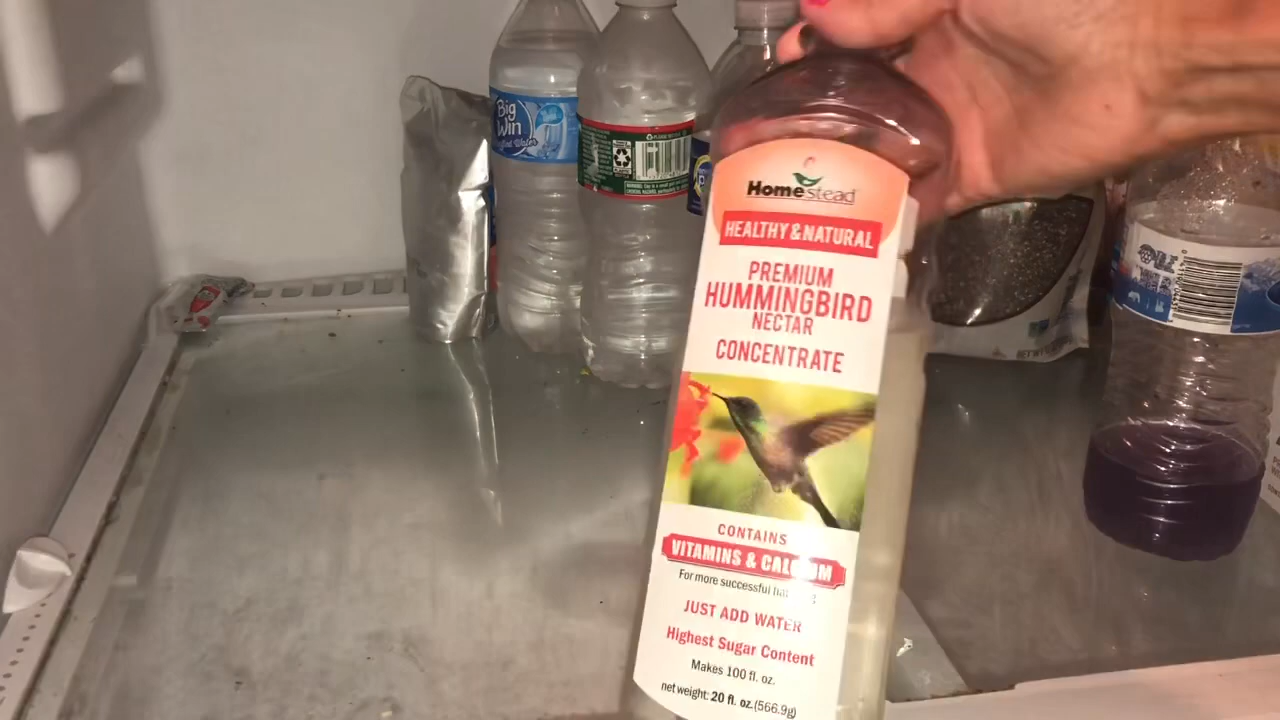 Big
Win
Homestead
HEALTHY & NATURAL
PREMIUM
HUMMINGBIRD
NECTAR
CONCENTRATE
CONTAINS
VITAMINS & CALCIUM
For more successful
JUST ADD WATER
Highest Sugar Content
Makes 100 fl. oz.
net weight: 20 fl. oz. (566.9g)